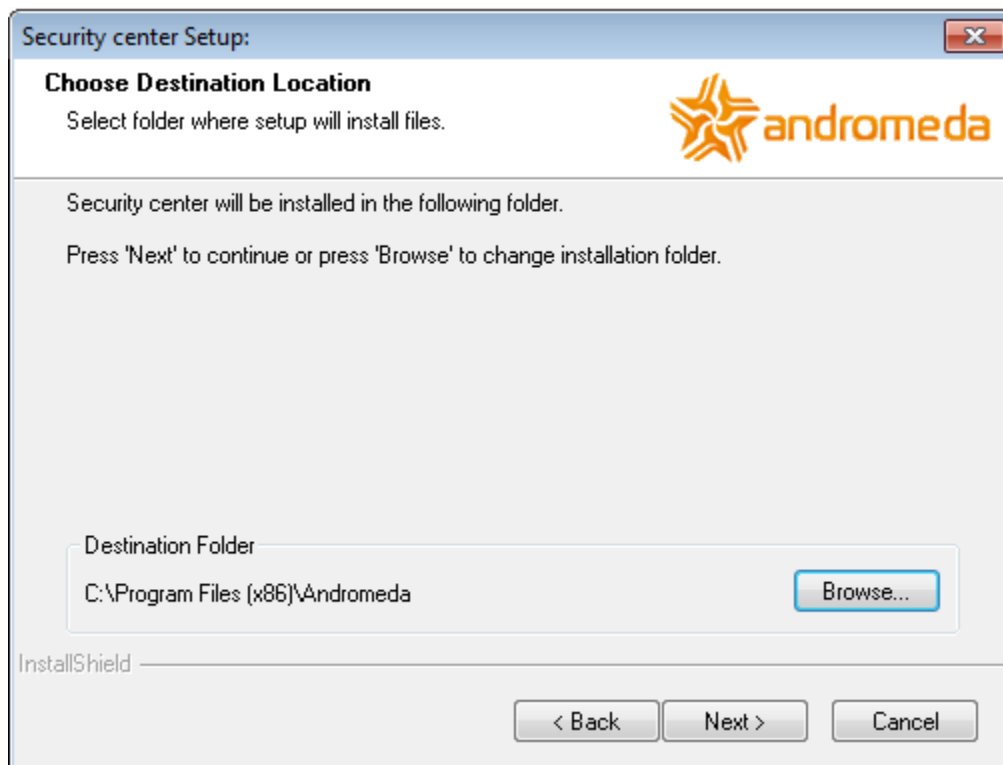 Security center Setup:
Choose Destination Location
Select folder where setup will install files.
andromeda
Security center will be installed in the following folder.
Press 'Next' to continue or press 'Browse' to change installation folder.
Destination Folder
C:\Program Files (x86)\Andromeda
Browse...
InstallShield
< Back
Next >
Cancel